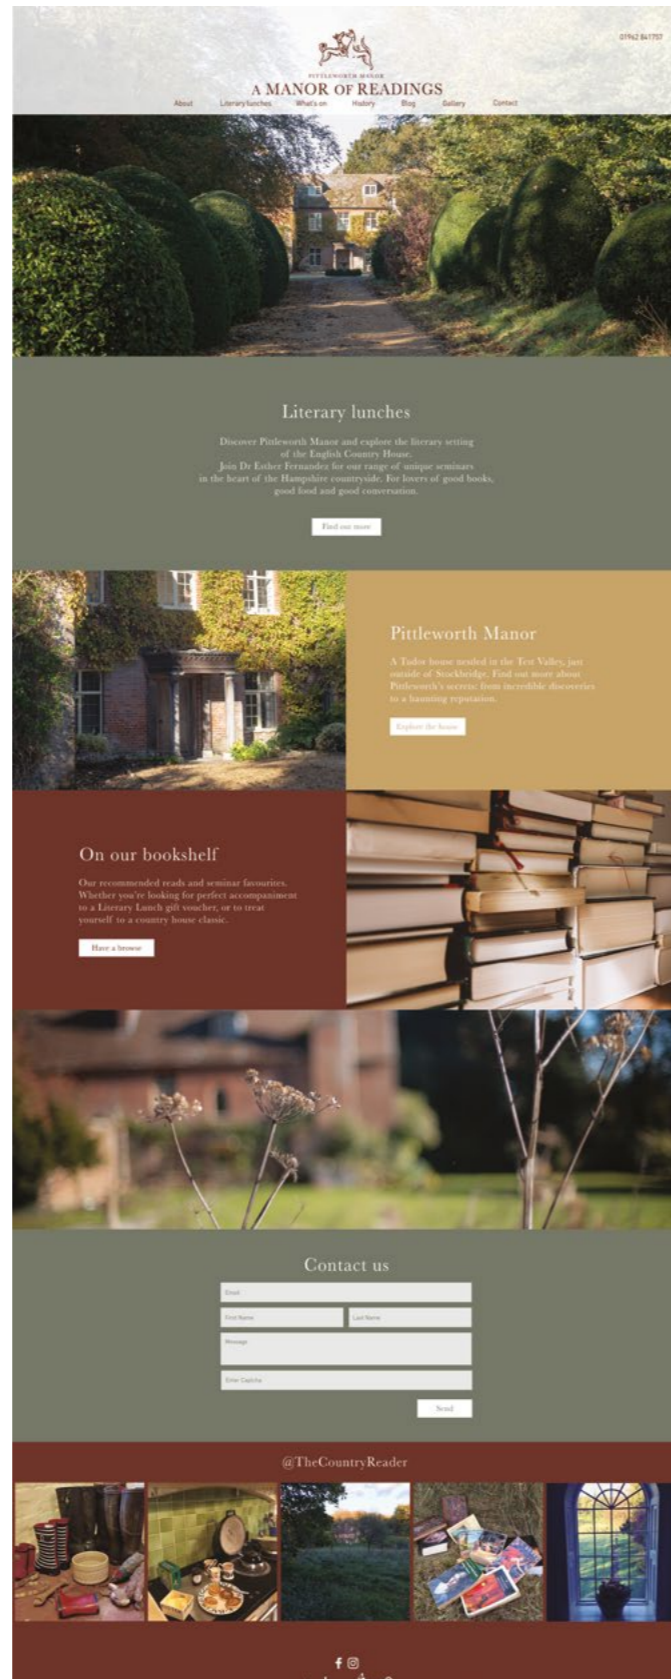 01962 841757
PITTLEWORTH MANOR
A MANOR OF READINGS
About Literary lunches What's on History Blog Gallery Contact
Literary lunches
Discover Pittleworth Manor and explore the literary setting
of the English Country House.
Join Dr Esther Fernandez for our range of unique seminars
in the heart of the Hampshire countryside. For lovers of good books,
good food and good conversation.
Find out more
Pittleworth Manor
A Tudor house nestled in the Test Valley, just
outside of Stockbridge. Find out more about
Pittleworth's secrets: from incredible discoveries
to a haunting reputation.
Explore the house
On our bookshelf
Our recommended reads and seminar favourites.
Whether you're looking for perfect accompaniment
to a Literary Lunch gift voucher, or to treat
yourself to a country house classic.
Have a browse
Contact us
Email
First Name Last Name
Message
Enter Captcha
Send
@TheCountryReader